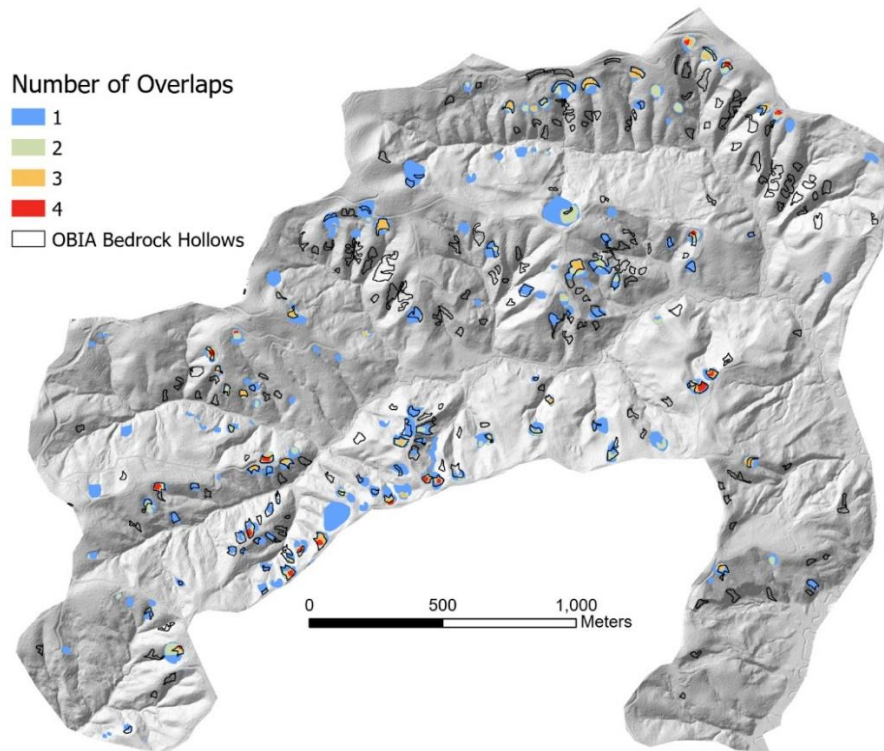 Number of Overlaps
1
2
3
4
OBIA Bedrock Hollows
0 500 1,000
Meters